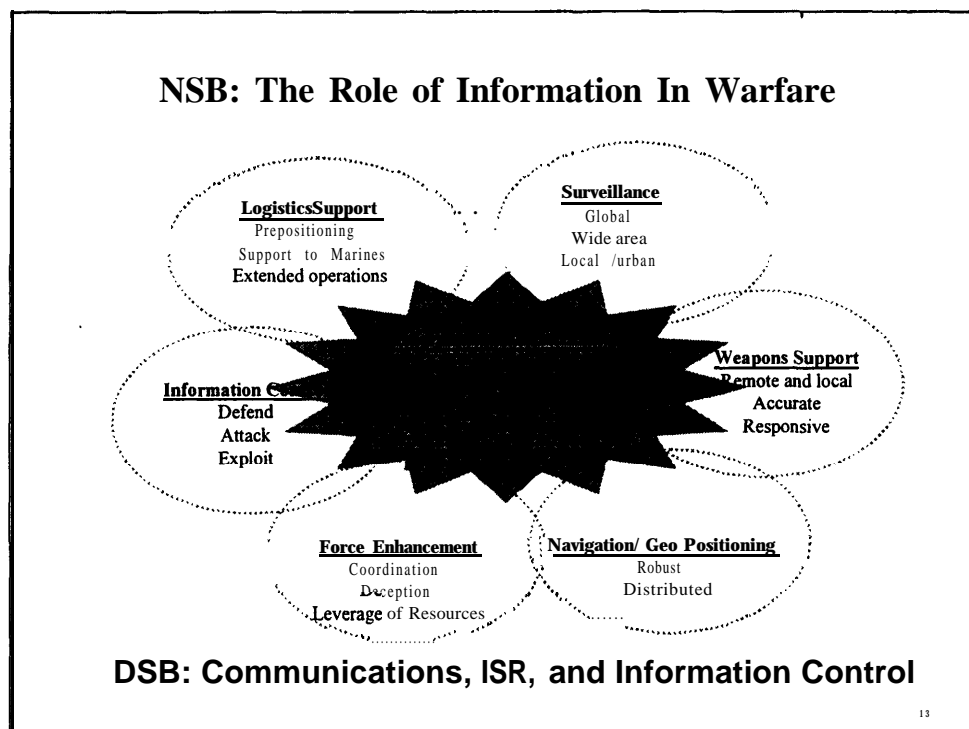 NSB: The Role of Information In Warfare
LogisticsSupport
Prepositioning
Support to Marines
Extended operations
Surveillance
Global
Wide area
Local /urban
Weapons Support
Remote and local
Accurate
Responsive
Information
Defend
Attack
Exploit
Force Enhancement
Coordination
Deception
Leverage of Resources
Navigation/ Geo Positioning
Robust
Distributed
DSB: Communications, ISR, and Information Control
13